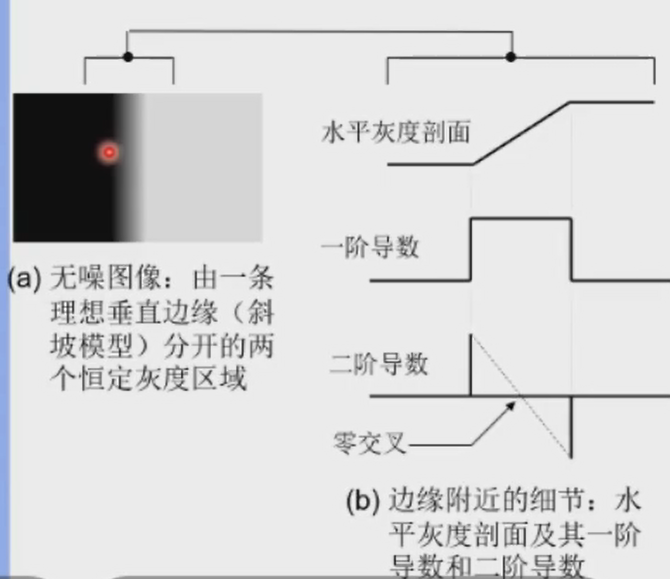 水平灰度剖面
一阶导数
(a) 无噪图像：由一条
理想垂直边缘（斜
坡模型）分开的两
个恒定灰度区域
二阶导数
零交叉
(b) 边缘附近的细节：水
平灰度剖面及其一阶
导数和二阶导数